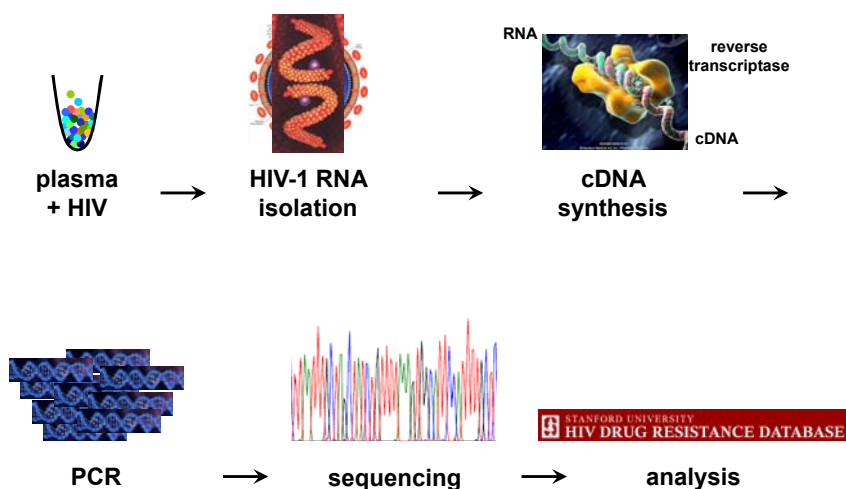 RNA
reverse
transcriptase
cDNA
plasma
+ HIV
HIV-1 RNA
isolation
cDNA
synthesis
STANFORD UNIVERSITY
HIV DRUG RESISTANCE DATABASE
PCR
sequencing
analysis